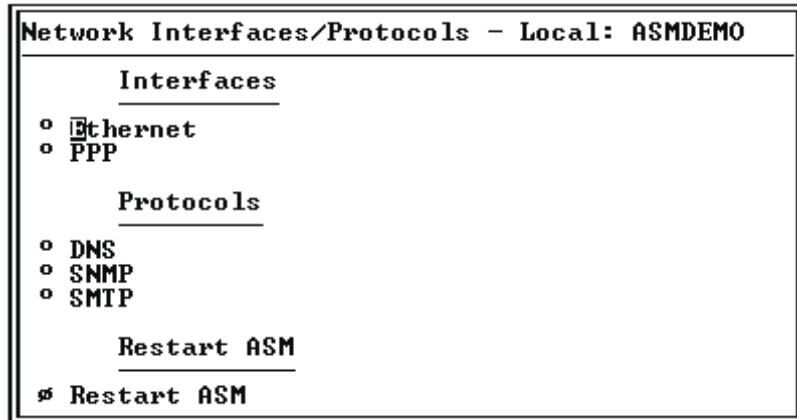 Network Interfaces/Protocols - Local: ASMDEMO
Interfaces
o Ethernet
o PPP
Protocols
o DNS
o SNMP
o SMTP
Restart ASM
ø Restart ASM